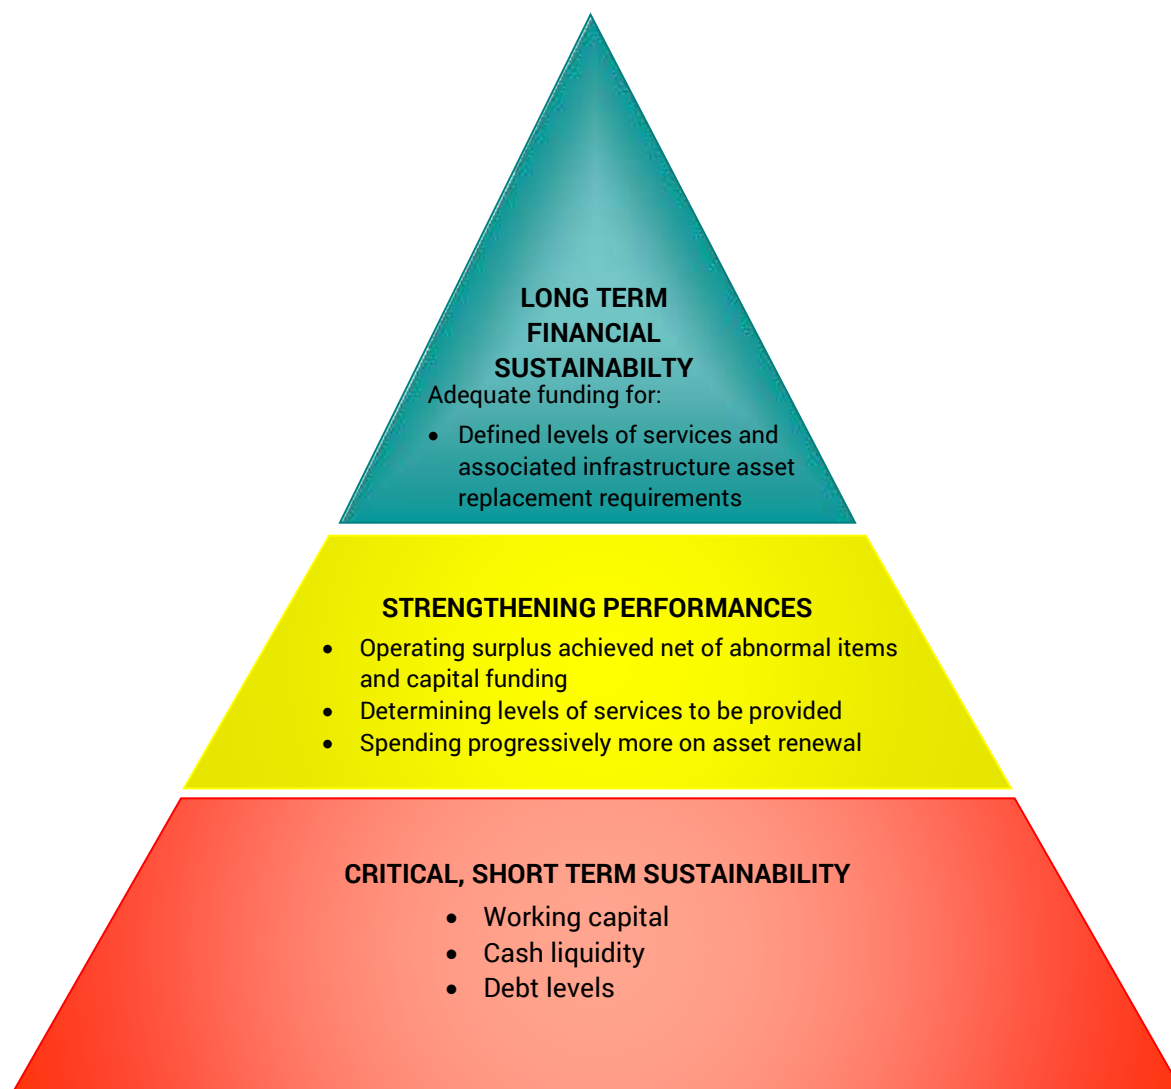 LONG TERM
FINANCIAL
SUSTAINABILTY
Adequate funding for:
• Defined levels of services and
associated infrastructure asset
replacement requirements
STRENGTHENING PERFORMANCES
• Operating surplus achieved net of abnormal items
and capital funding
• Determining levels of services to be provided
• Spending progressively more on asset renewal
CRITICAL, SHORT TERM SUSTAINABILITY
• Working capital
• Cash liquidity
• Debt levels